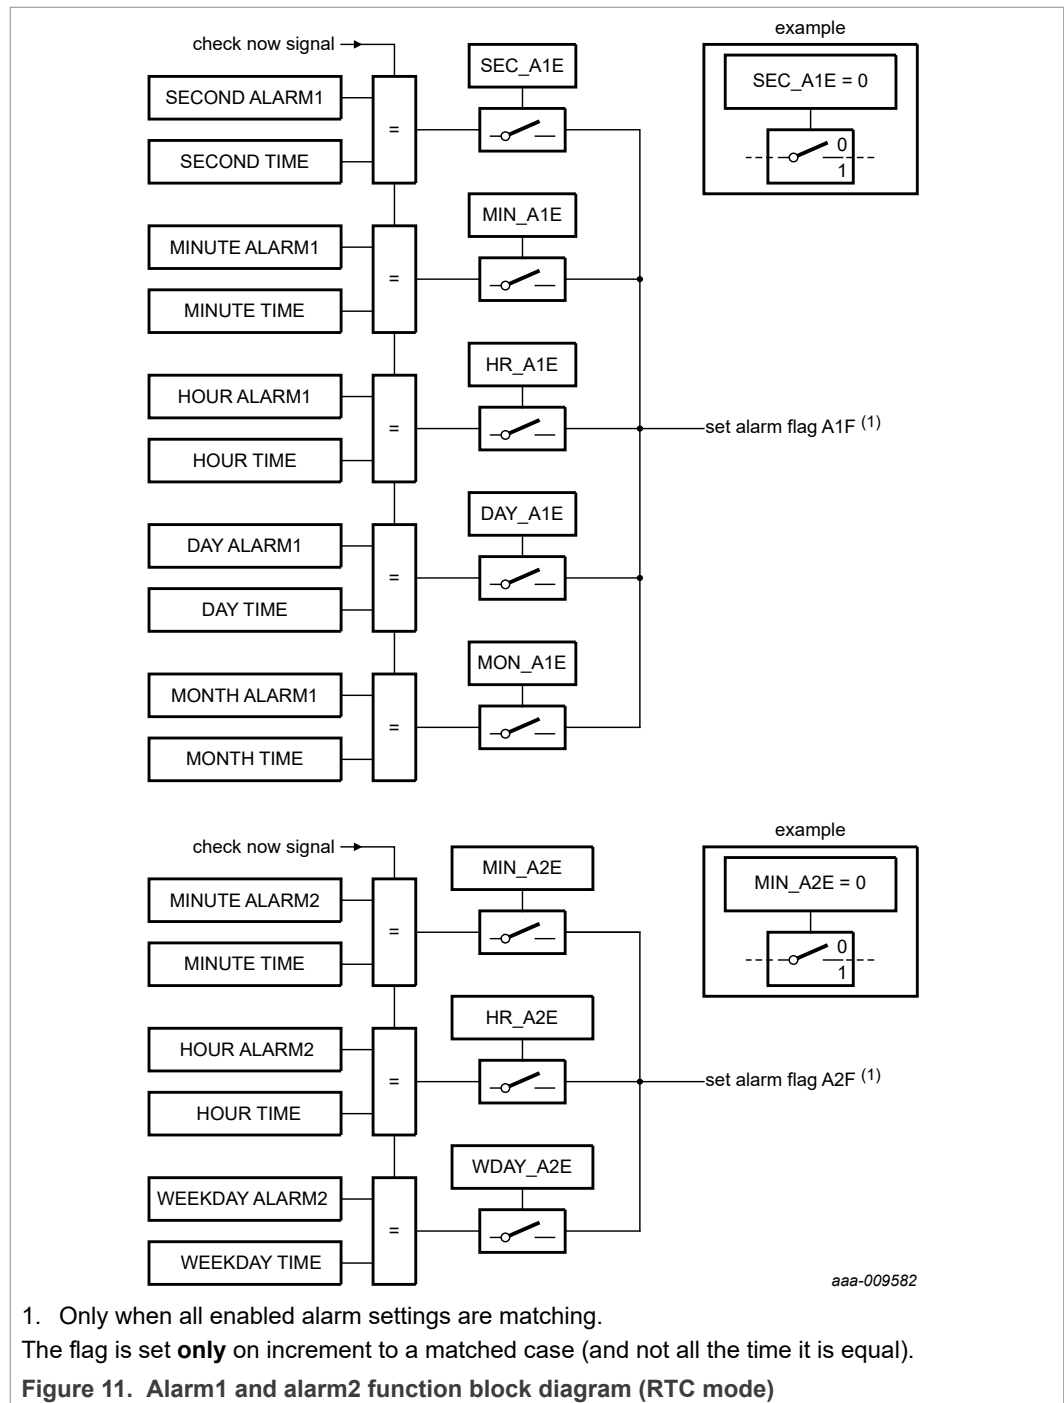 example
check now signal
SEC_A1E
SEC_A1E = 0
SECOND ALARM1
=
0
1
SECOND TIME
MIN_A1E
MINUTE ALARM1
=
MINUTE TIME
HR_A1E
HOUR ALARM1
=
set alarm flag A1F (1)
HOUR TIME
DAY_A1E
DAY ALARM1
=
DAY TIME
MON_A1E
MONTH ALARM1
=
MONTH TIME
example
check now signal
MIN_A2E
MIN_A2E = 0
MINUTE ALARM2
=
0
1
MINUTE TIME
HR_A2E
HOUR ALARM2
=
set alarm flag A2F (1)
HOUR TIME
WDAY_A2E
WEEKDAY ALARM2
=
WEEKDAY TIME
aaa-009582
1. Only when all enabled alarm settings are matching.
The flag is set only on increment to a matched case (and not all the time it is equal).
Figure 11. Alarm1 and alarm2 function block diagram (RTC mode)